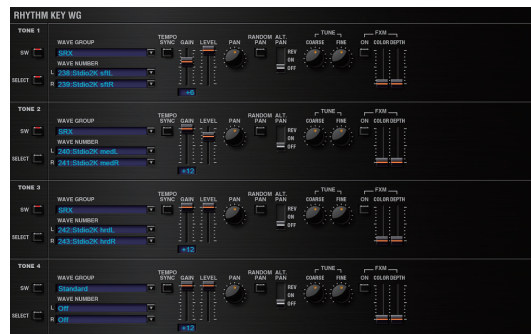 RHYTHM KEY WG
TONE 1
WAVE GROUP
TEMPO SYNC
GAIN LEVEL
PAN
RANDOM PAN
ALT. PAN
TUNE
COARSE FINE
FXM
ON COLOR DEPTH
SW
SRX
WAVE NUMBER
REV
ON
OFF
L 238:Stdio2K sftL
SELECT
R 239:Stdio2K sftR
+6
TONE 2
WAVE GROUP
TEMPO SYNC
GAIN LEVEL
PAN
RANDOM PAN
ALT. PAN
TUNE
COARSE FINE
FXM
ON COLOR DEPTH
SW
SRX
WAVE NUMBER
REV
ON
OFF
L 240:Stdio2K medL
SELECT
R 241:Stdio2K medR
+12
TONE 3
WAVE GROUP
TEMPO SYNC
GAIN LEVEL
PAN
RANDOM PAN
ALT. PAN
TUNE
COARSE FINE
FXM
ON COLOR DEPTH
SW
SRX
WAVE NUMBER
REV
ON
OFF
L 242:Stdio2K hrdL
SELECT
R 243:Stdio2K hrdR
+12
TONE 4
WAVE GROUP
TEMPO SYNC
GAIN LEVEL
PAN
RANDOM PAN
ALT. PAN
TUNE
COARSE FINE
FXM
ON COLOR DEPTH
SW
Standard
WAVE NUMBER
REV
ON
OFF
L Off
SELECT
R Off
+12